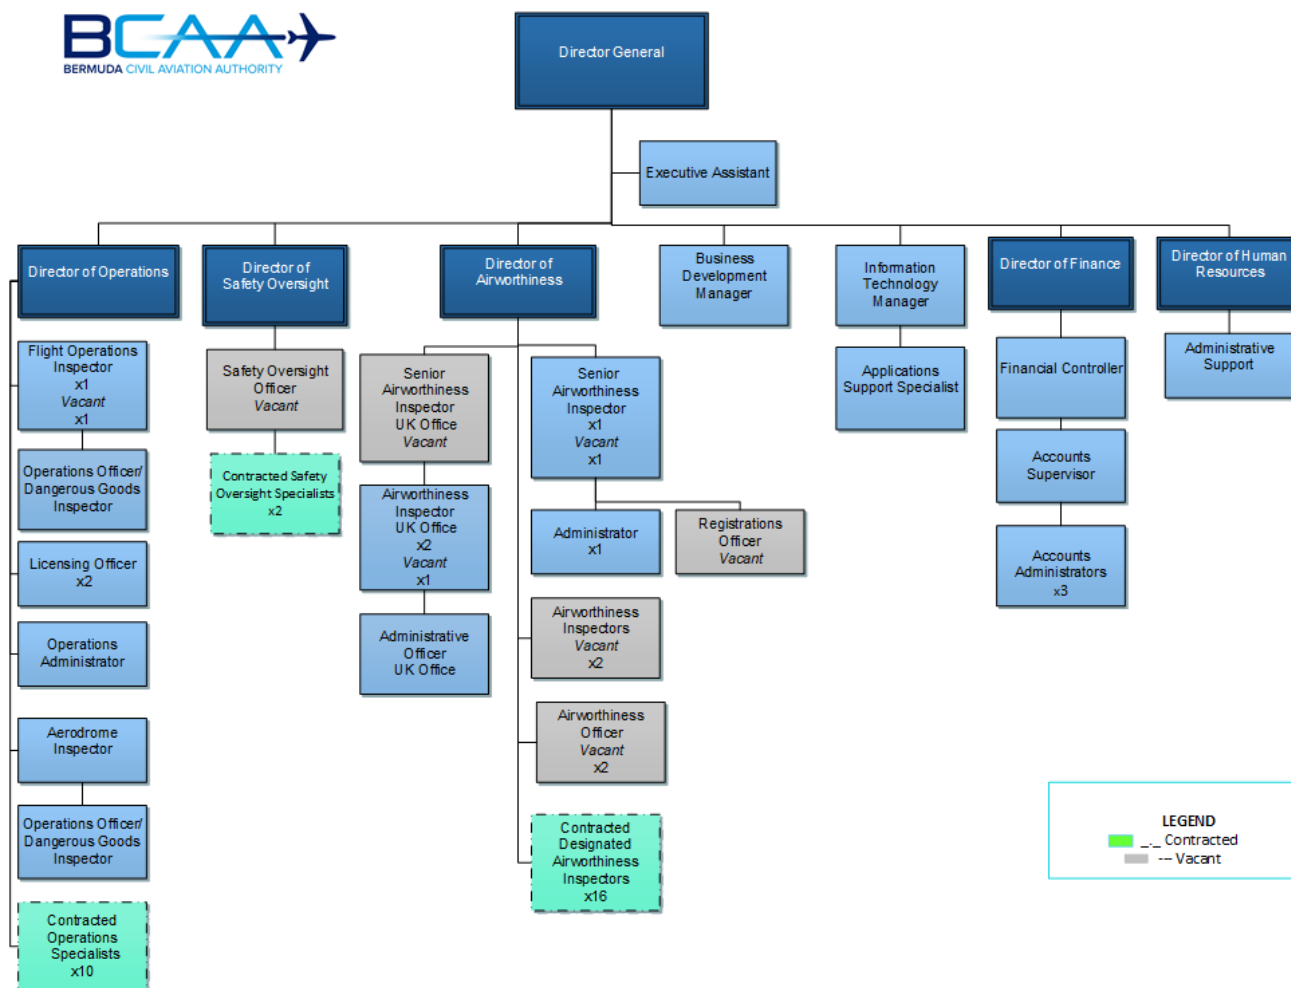 BCAA
BERMUDA CIVIL AVIATION AUTHORITY
Director General
Executive Assistant
Director of Operations
Director of
Safety Oversight
Director of
Airworthiness
Business
Development
Manager
Information
Technology
Manager
Director of Finance
Director of Human
Resources
Flight Operations
Inspector
x1
Vacant
x1
Operations Officer/
Dangerous Goods
Inspector
Licensing Officer
x2
Operations
Administrator
Aerodrome
Inspector
Operations Officer/
Dangerous Goods
Inspector
Contracted
Operations
Specialists
x10
Safety Oversight
Officer
Vacant
Contracted Safety
Oversight Specialists
x2
Senior
Airworthiness
Inspector
UK Office
Vacant
Airworthiness
Inspector
UK Office
x2
Vacant
x1
Administrative
Officer
UK Office
Senior
Airworthiness
Inspector
x1
Vacant
x1
Administrator
x1
Registrations
Officer
Vacant
Airworthiness
Inspectors
Vacant
x2
Airworthiness
Officer
Vacant
x2
Contracted
Designated
Airworthiness
Inspectors
x16
Applications
Support Specialist
Financial Controller
Accounts
Supervisor
Accounts
Administrators
x3
Administrative
Support
LEGEND
_._ Contracted
--- Vacant